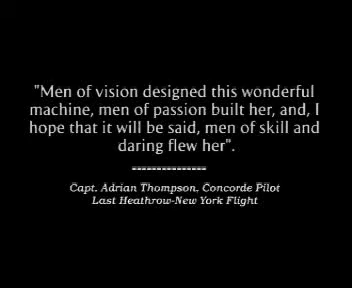 "Men of vision designed this wonderful
machine, men of passion built her, and, I
hope that it will be said, men of skill and
daring flew her".
---------------
Capt. Adrian Thompson, Concorde Pilot
Last Heathrow-New York Flight